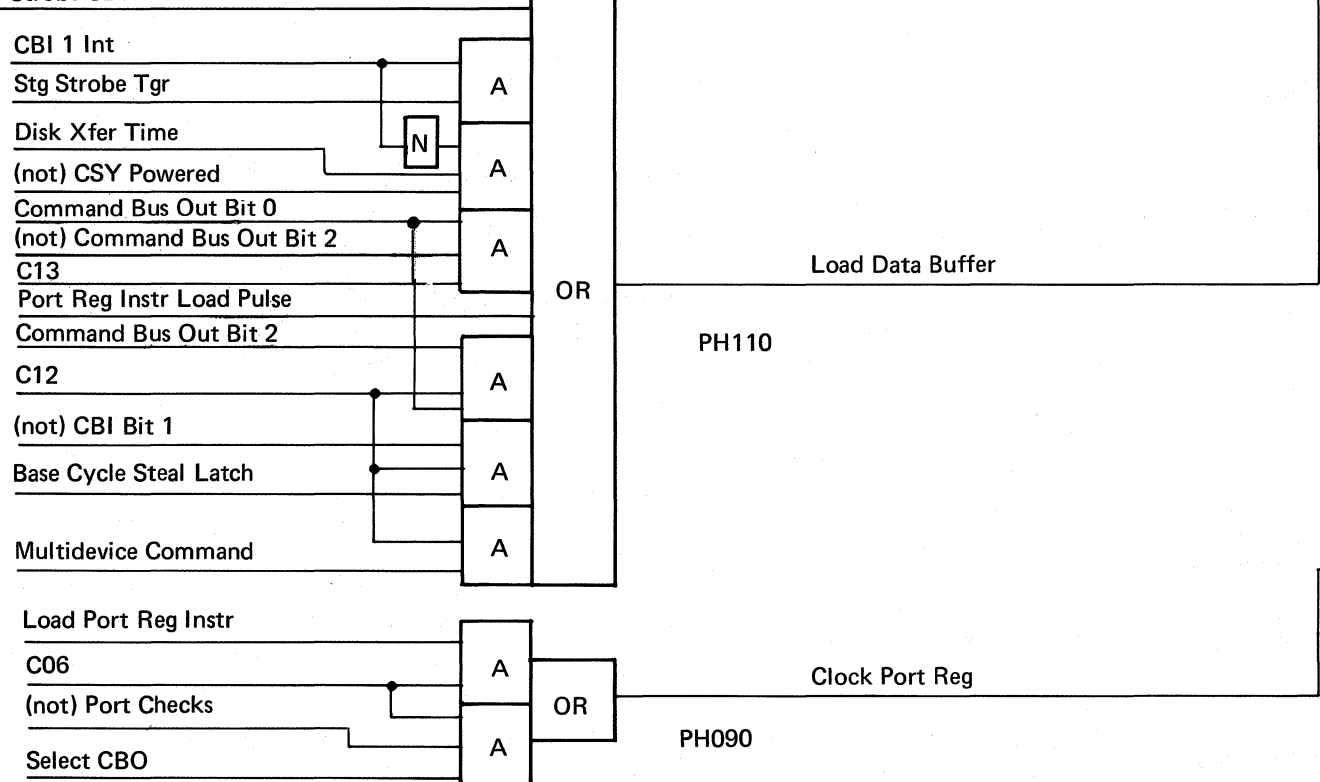 CBI 1 Int
A
Stg Strobe Tgr
Disk Xfer Time
N
(not) CSY Powered
A
Command Bus Out Bit 0
(not) Command Bus Out Bit 2
A
C13
Load Data Buffer
Port Reg Instr Load Pulse
OR
Command Bus Out Bit 2
PH110
C12
A
(not) CBI Bit 1
Base Cycle Steal Latch
A
Multidevice Command
A
Load Port Reg Instr
C06
A
Clock Port Reg
(not) Port Checks
OR
PH090
A
Select CBO